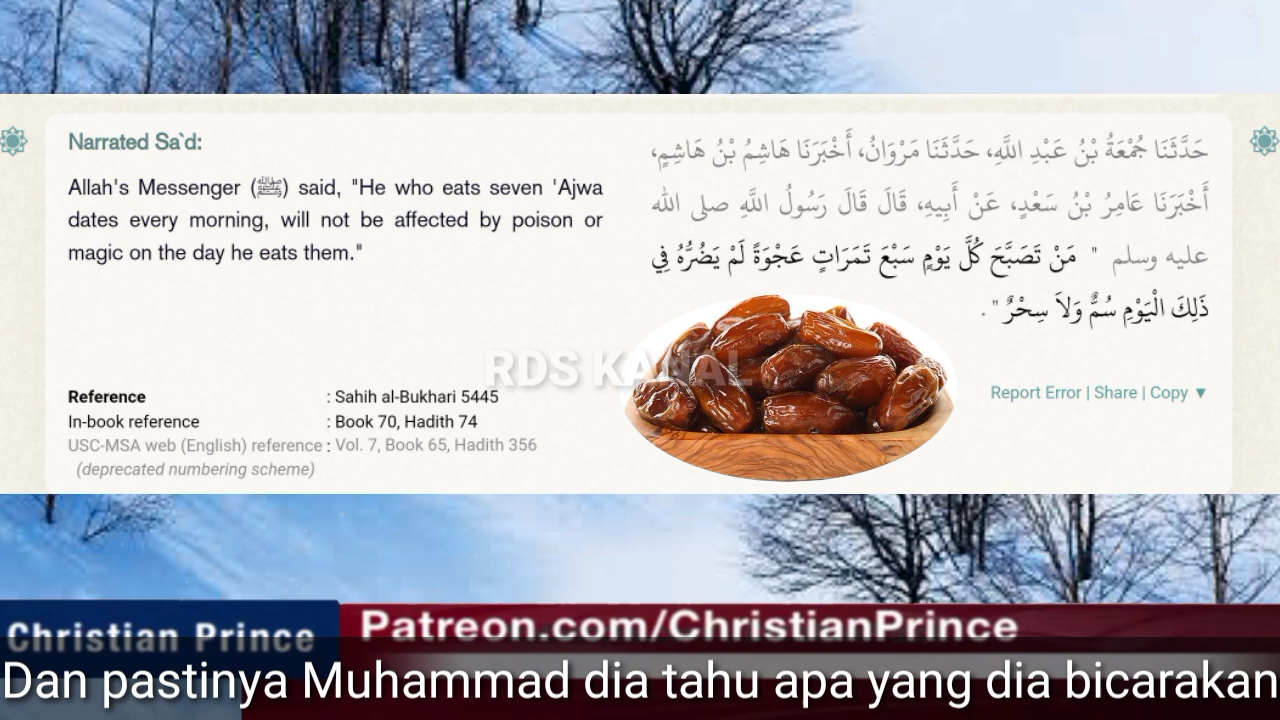 Narrated Sa`d:
Allah's Messenger (ﷺ) said, "He who eats seven 'Ajwa
dates every morning, will not be affected by poison or
magic on the day he eats them."
حَدَّثَنَا جُمْعَةُ بْنُ عَبْدِ اللَّهِ، حَدَّثَنَا مَرْوَانُ، أَخْبَرَنَا هَاشِمُ بْنُ هَاشِمٍ،
أَخْبَرَنَا عَامِرُ بْنُ سَعْدٍ، عَنْ أَبِيهِ، قَالَ قَالَ رَسُولُ اللَّهِ صلى الله
عليه وسلم " مَنْ تَصَبَّحَ كُلَّ يَوْمٍ سَبْعَ تَمَرَاتٍ عَجْوَةً لَمْ يَضُرُّهُ فِي
ذَلِكَ الْيَوْمِ سُمٌّ وَلاَ سِحْرٌ ".
RDS KANAL
Reference : Sahih al-Bukhari 5445
In-book reference : Book 70, Hadith 74
USC-MSA web (English) reference : Vol. 7, Book 65, Hadith 356
(deprecated numbering scheme)
Report Error | Share | Copy ▼
Christian Prince
Patreon.com/ChristianPrince
Dan pastinya Muhammad dia tahu apa yang dia bicarakan